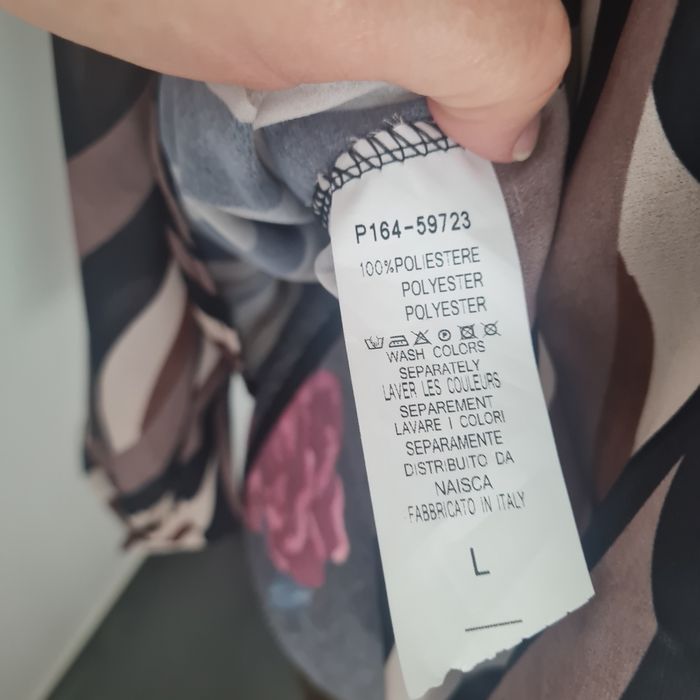 P164-59723
100%POLIESTERE
POLYESTER
POLYESTER
WASH COLORS
SEPARATELY
LAVER LES COULEURS
SEPAREMENT
LAVARE I COLORI
SEPARAMENTE
DISTRIBUITO DA
NAISCA
FABBRICATO IN ITALY
L